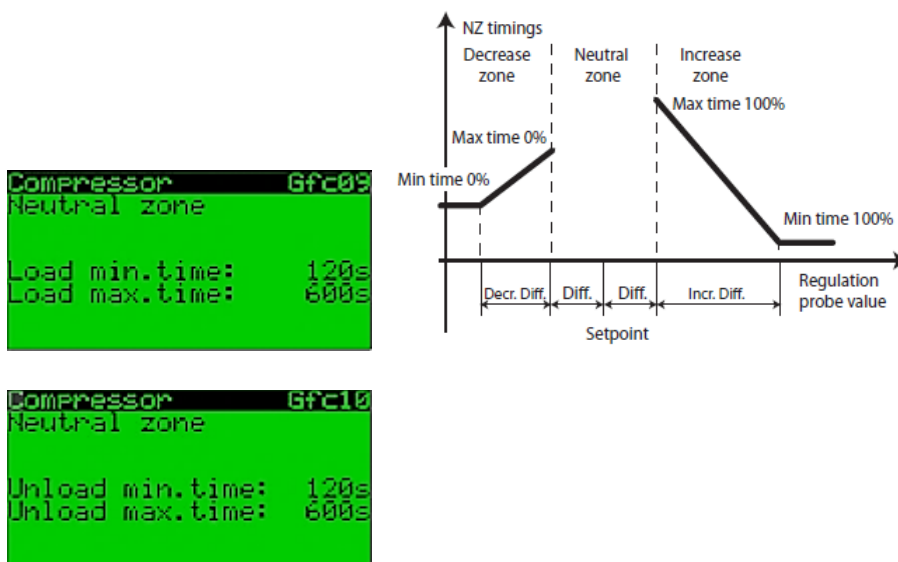 Compressor Gfc09
Neutral zone
Load min.time: 120s
Load max.time: 600s
Compressor Gfc10
Neutral zone
Unload min.time: 120s
Unload max.time: 600s
NZ timings
Decrease zone
Neutral zone
Increase zone
Max time 100%
Max time 0%
Min time 0%
Min time 100%
Decr. Diff.
Diff.
Diff.
Incr. Diff.
Regulation
probe value
Setpoint